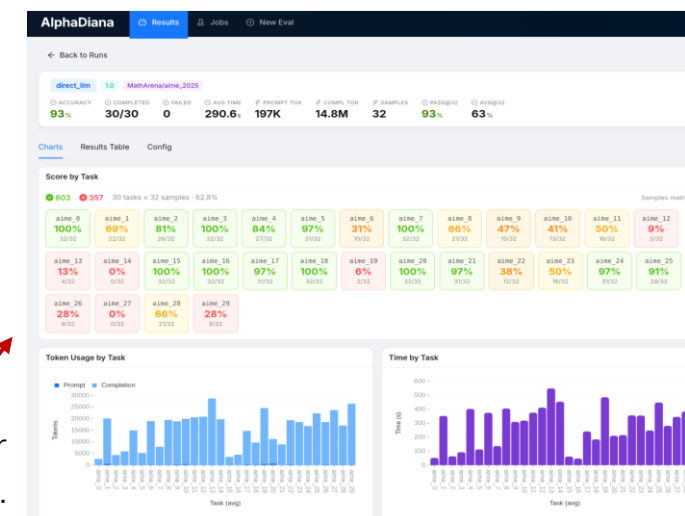 AlphaDiana Results Jobs New Eval
← Back to Runs
direct_llm 1.0 MathArena/aime_2025
ACCURACY COMPLETED FAILED AVG TIME PROMPT TOK COMPL TOK SAMPLES PASS@32 AVG@32
93% 30/30 0 290.6s 197K 14.8M 32 93% 63%
Charts Results Table Config
Score by Task
603 357 30 tasks × 32 samples · 62.8% Samples matr
aime_0 aime_1 aime_2 aime_3 aime_4 aime_5 aime_6 aime_7 aime_8 aime_9 aime_10 aime_11 aime_12
100% 69% 81% 100% 84% 97% 31% 100% 66% 47% 41% 50% 9%
32/32 22/32 26/32 32/32 27/32 31/32 10/32 32/32 21/32 15/32 13/32 16/32 3/32
aime_13 aime_14 aime_15 aime_16 aime_17 aime_18 aime_19 aime_20 aime_21 aime_22 aime_23 aime_24 aime_25
13% 0% 100% 100% 97% 100% 6% 100% 97% 38% 50% 97% 91%
4/32 0/32 32/32 32/32 31/32 32/32 2/32 32/32 31/32 12/32 16/32 31/32 29/32
aime_26 aime_27 aime_28 aime_29
28% 0% 66% 28%
9/32 0/32 21/32 9/32
Token Usage by Task Time by Task
Prompt Completion
30000
25000
20000
15000
10000
5000
0
Tokens
Task (avg)
600
500
400
300
200
100
0
Time (s)
Task (avg)
r
.